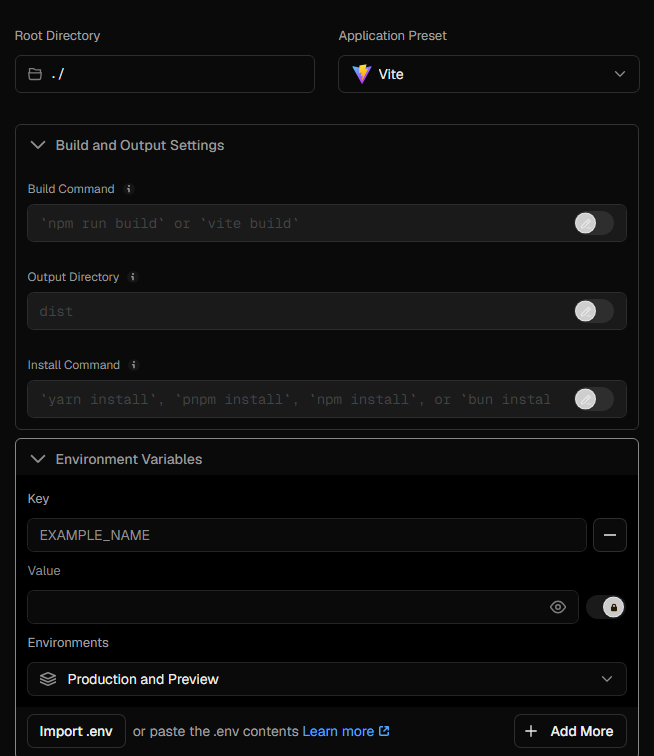 Root Directory
Application Preset
./
Vite
Build and Output Settings
Build Command
`npm run build` or `vite build`
Output Directory
dist
Install Command
`yarn install`, `pnpm install`, `npm install`, or `bun instal
Environment Variables
Key
EXAMPLE_NAME
Value
Environments
Production and Preview
Import .env or paste the .env contents Learn more
Add More